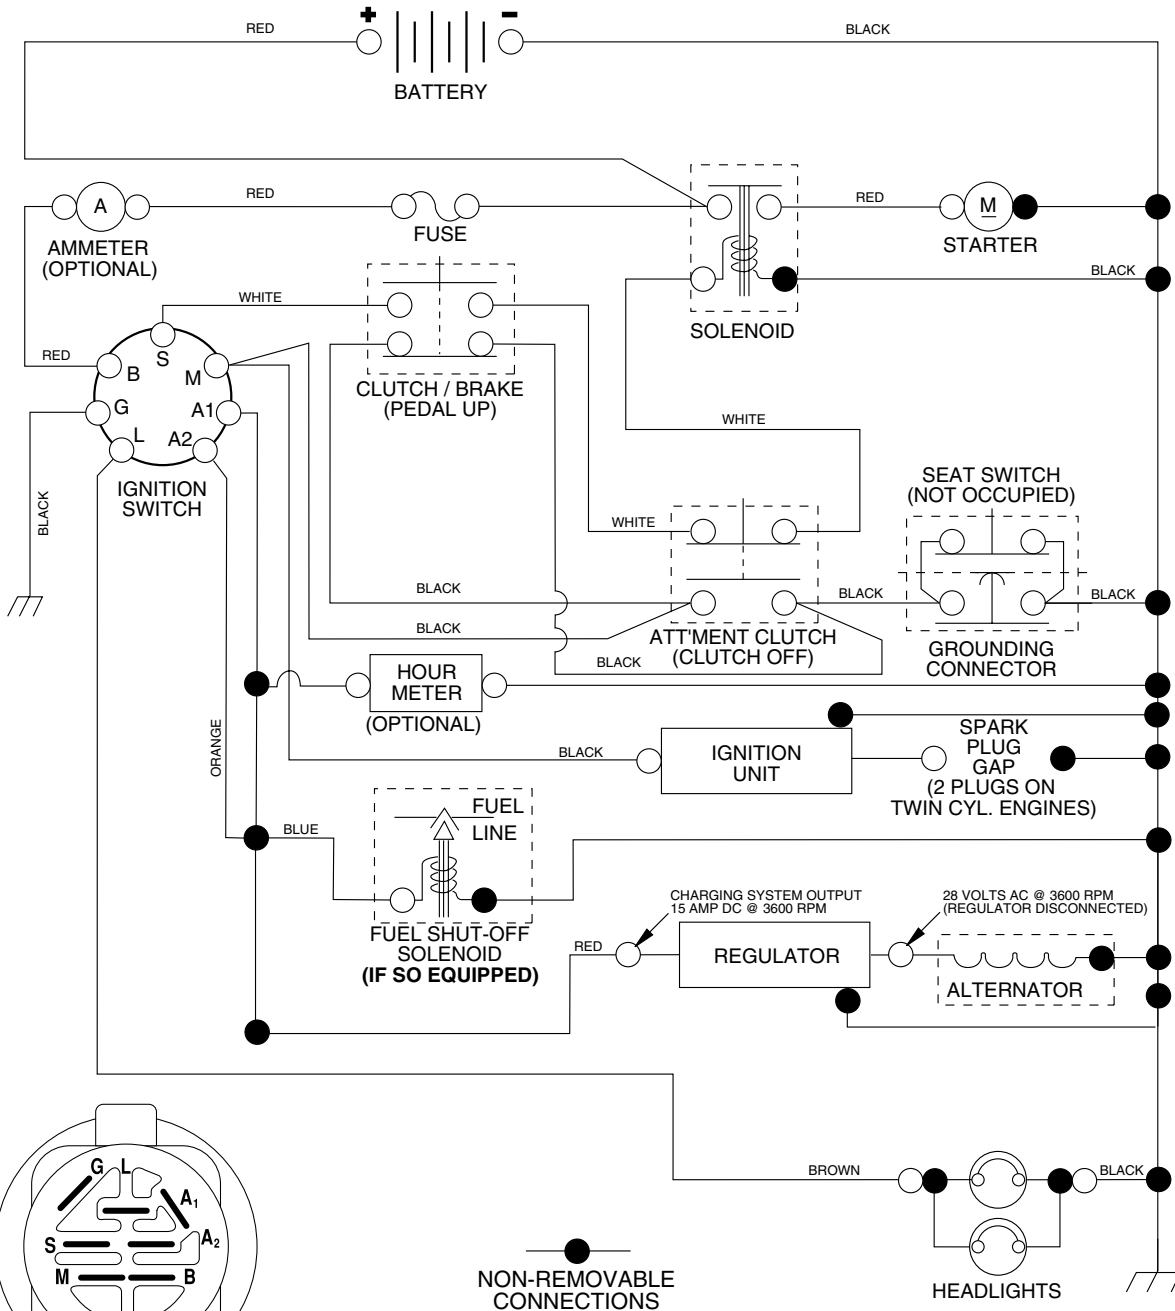 +
-
RED
BLACK
BATTERY
A
RED
RED
M
AMMETER
(OPTIONAL)
FUSE
STARTER
WHITE
BLACK
SOLENOID
RED
S
B
M
G
A1
L
A2
CLUTCH / BRAKE
(PEDAL UP)
WHITE
IGNITION
SWITCH
BLACK
SEAT SWITCH
(NOT OCCUPIED)
WHITE
BLACK
BLACK
BLACK
BLACK
ATT'MENT CLUTCH
(CLUTCH OFF)
GROUNDING
CONNECTOR
BLACK
HOUR
METER
(OPTIONAL)
ORANGE
BLACK
IGNITION
UNIT
SPARK
PLUG
GAP
(2 PLUGS ON
TWIN CYL. ENGINES)
BLUE
FUEL
LINE
FUEL SHUT-OFF
SOLENOID
(IF SO EQUIPPED)
CHARGING SYSTEM OUTPUT
15 AMP DC @ 3600 RPM
28 VOLTS AC @ 3600 RPM
(REGULATOR DISCONNECTED)
RED
REGULATOR
ALTERNATOR
BROWN
BLACK
HEADLIGHTS
G
L
A1
S
A2
M
B
NON-REMOVABLE
CONNECTIONS